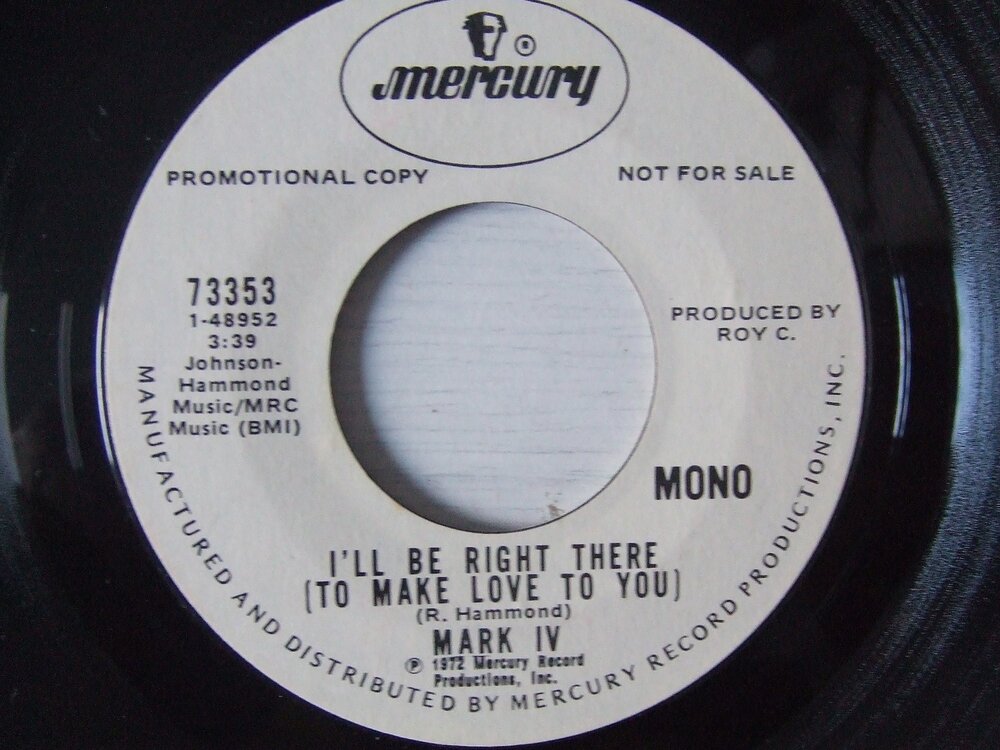 ®
mercury
PROMOTIONAL COPY
NOT FOR SALE
73353
1-48952
3:39
Johnson-
Hammond
Music/MRC
Music (BMI)
PRODUCED BY
ROY C.
MONO
I'LL BE RIGHT THERE
(TO MAKE LOVE TO YOU)
(R. Hammond)
MARK IV
℗ 1972 Mercury Record
Productions, Inc.
MANUFACTURED AND DISTRIBUTED BY MERCURY RECORD PRODUCTIONS, INC.